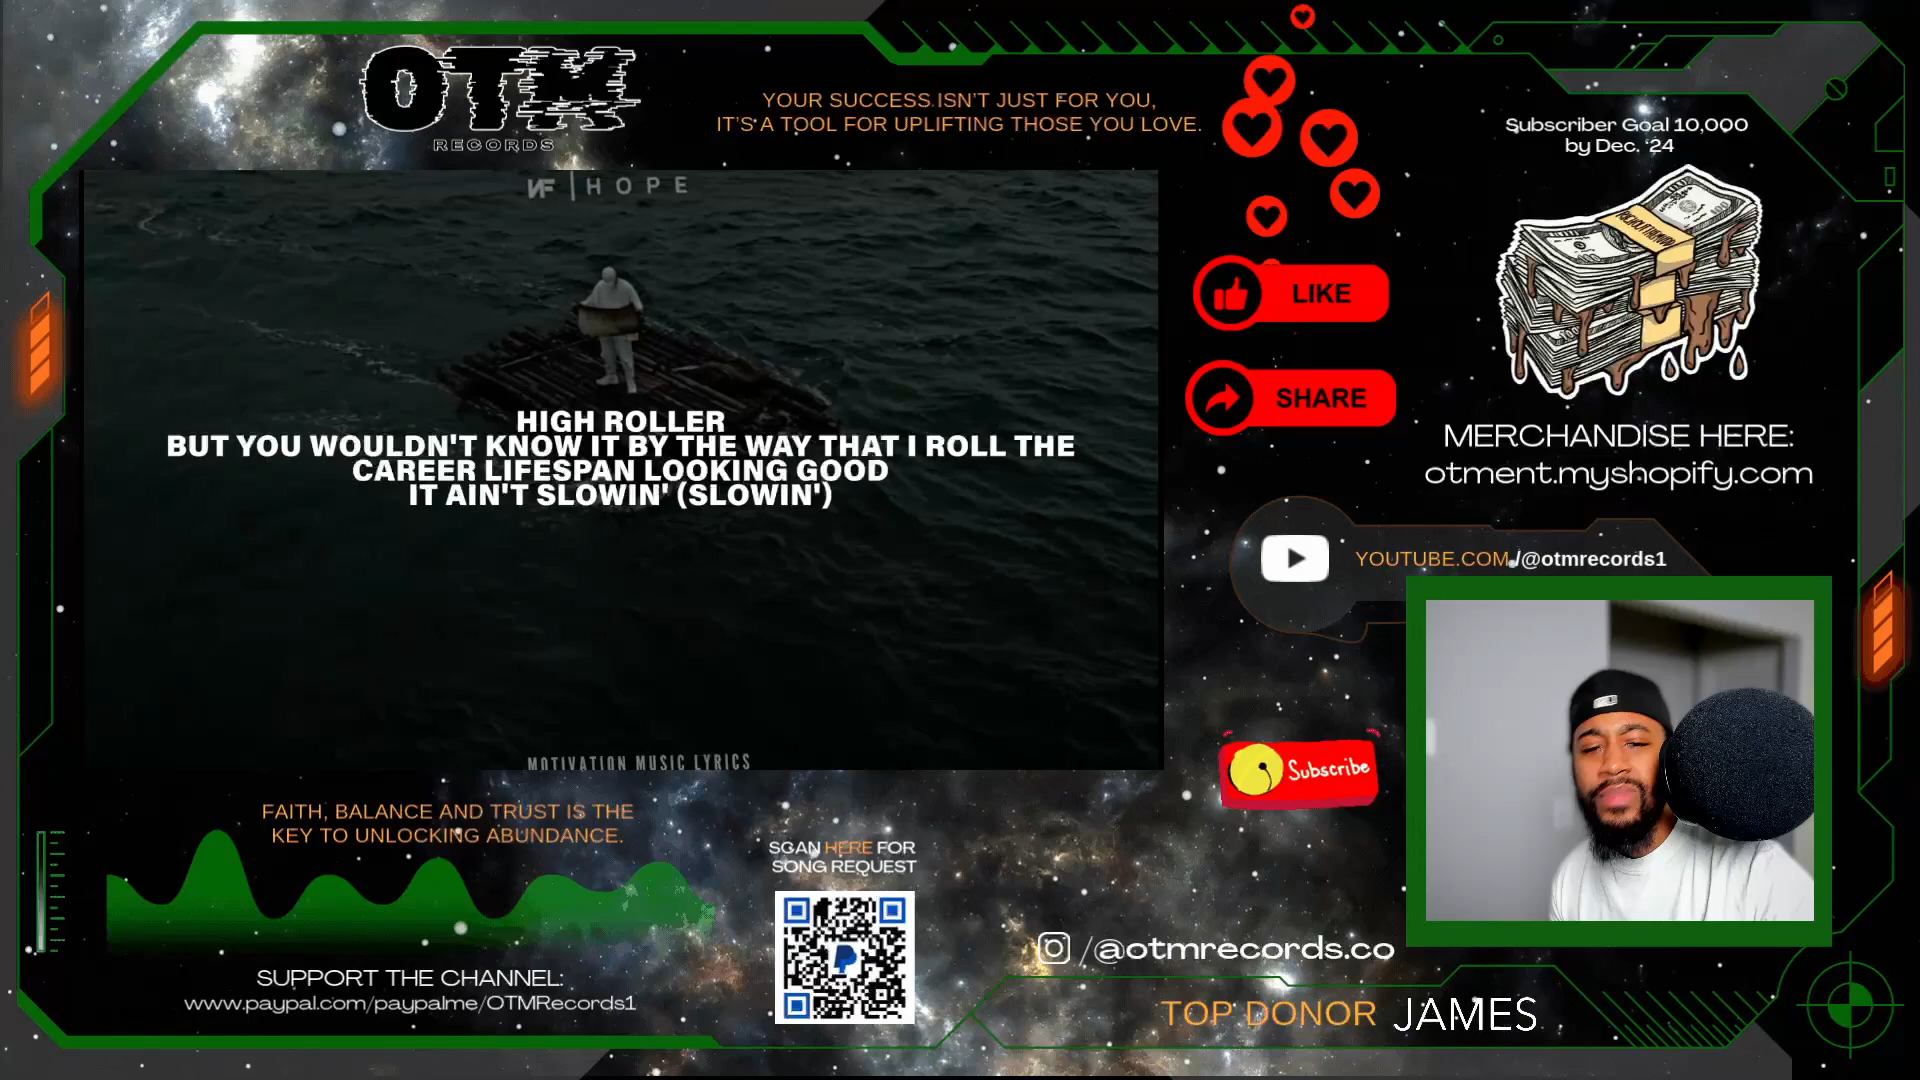 OTM
RECORDS
YOUR SUCCESS ISN'T JUST FOR YOU,
IT'S A TOOL FOR UPLIFTING THOSE YOU LOVE.
Subscriber Goal 10,000
by Dec. '24
NF | HOPE
LIKE
SHARE
HIGH ROLLER
BUT YOU WOULDN'T KNOW IT BY THE WAY THAT I ROLL THE
CAREER LIFESPAN LOOKING GOOD
IT AIN'T SLOWIN' (SLOWIN')
MERCHANDISE HERE:
otment.myshopify.com
YOUTUBE.COM/@otmrecords1
MOTIVATION MUSIC LYRICS
Subscribe
FAITH, BALANCE AND TRUST IS THE
KEY TO UNLOCKING ABUNDANCE.
SCAN HERE FOR
SONG REQUEST
/@otmrecords.co
SUPPORT THE CHANNEL:
www.paypal.com/paypalme/OTMRecords1
TOP DONOR JAMES